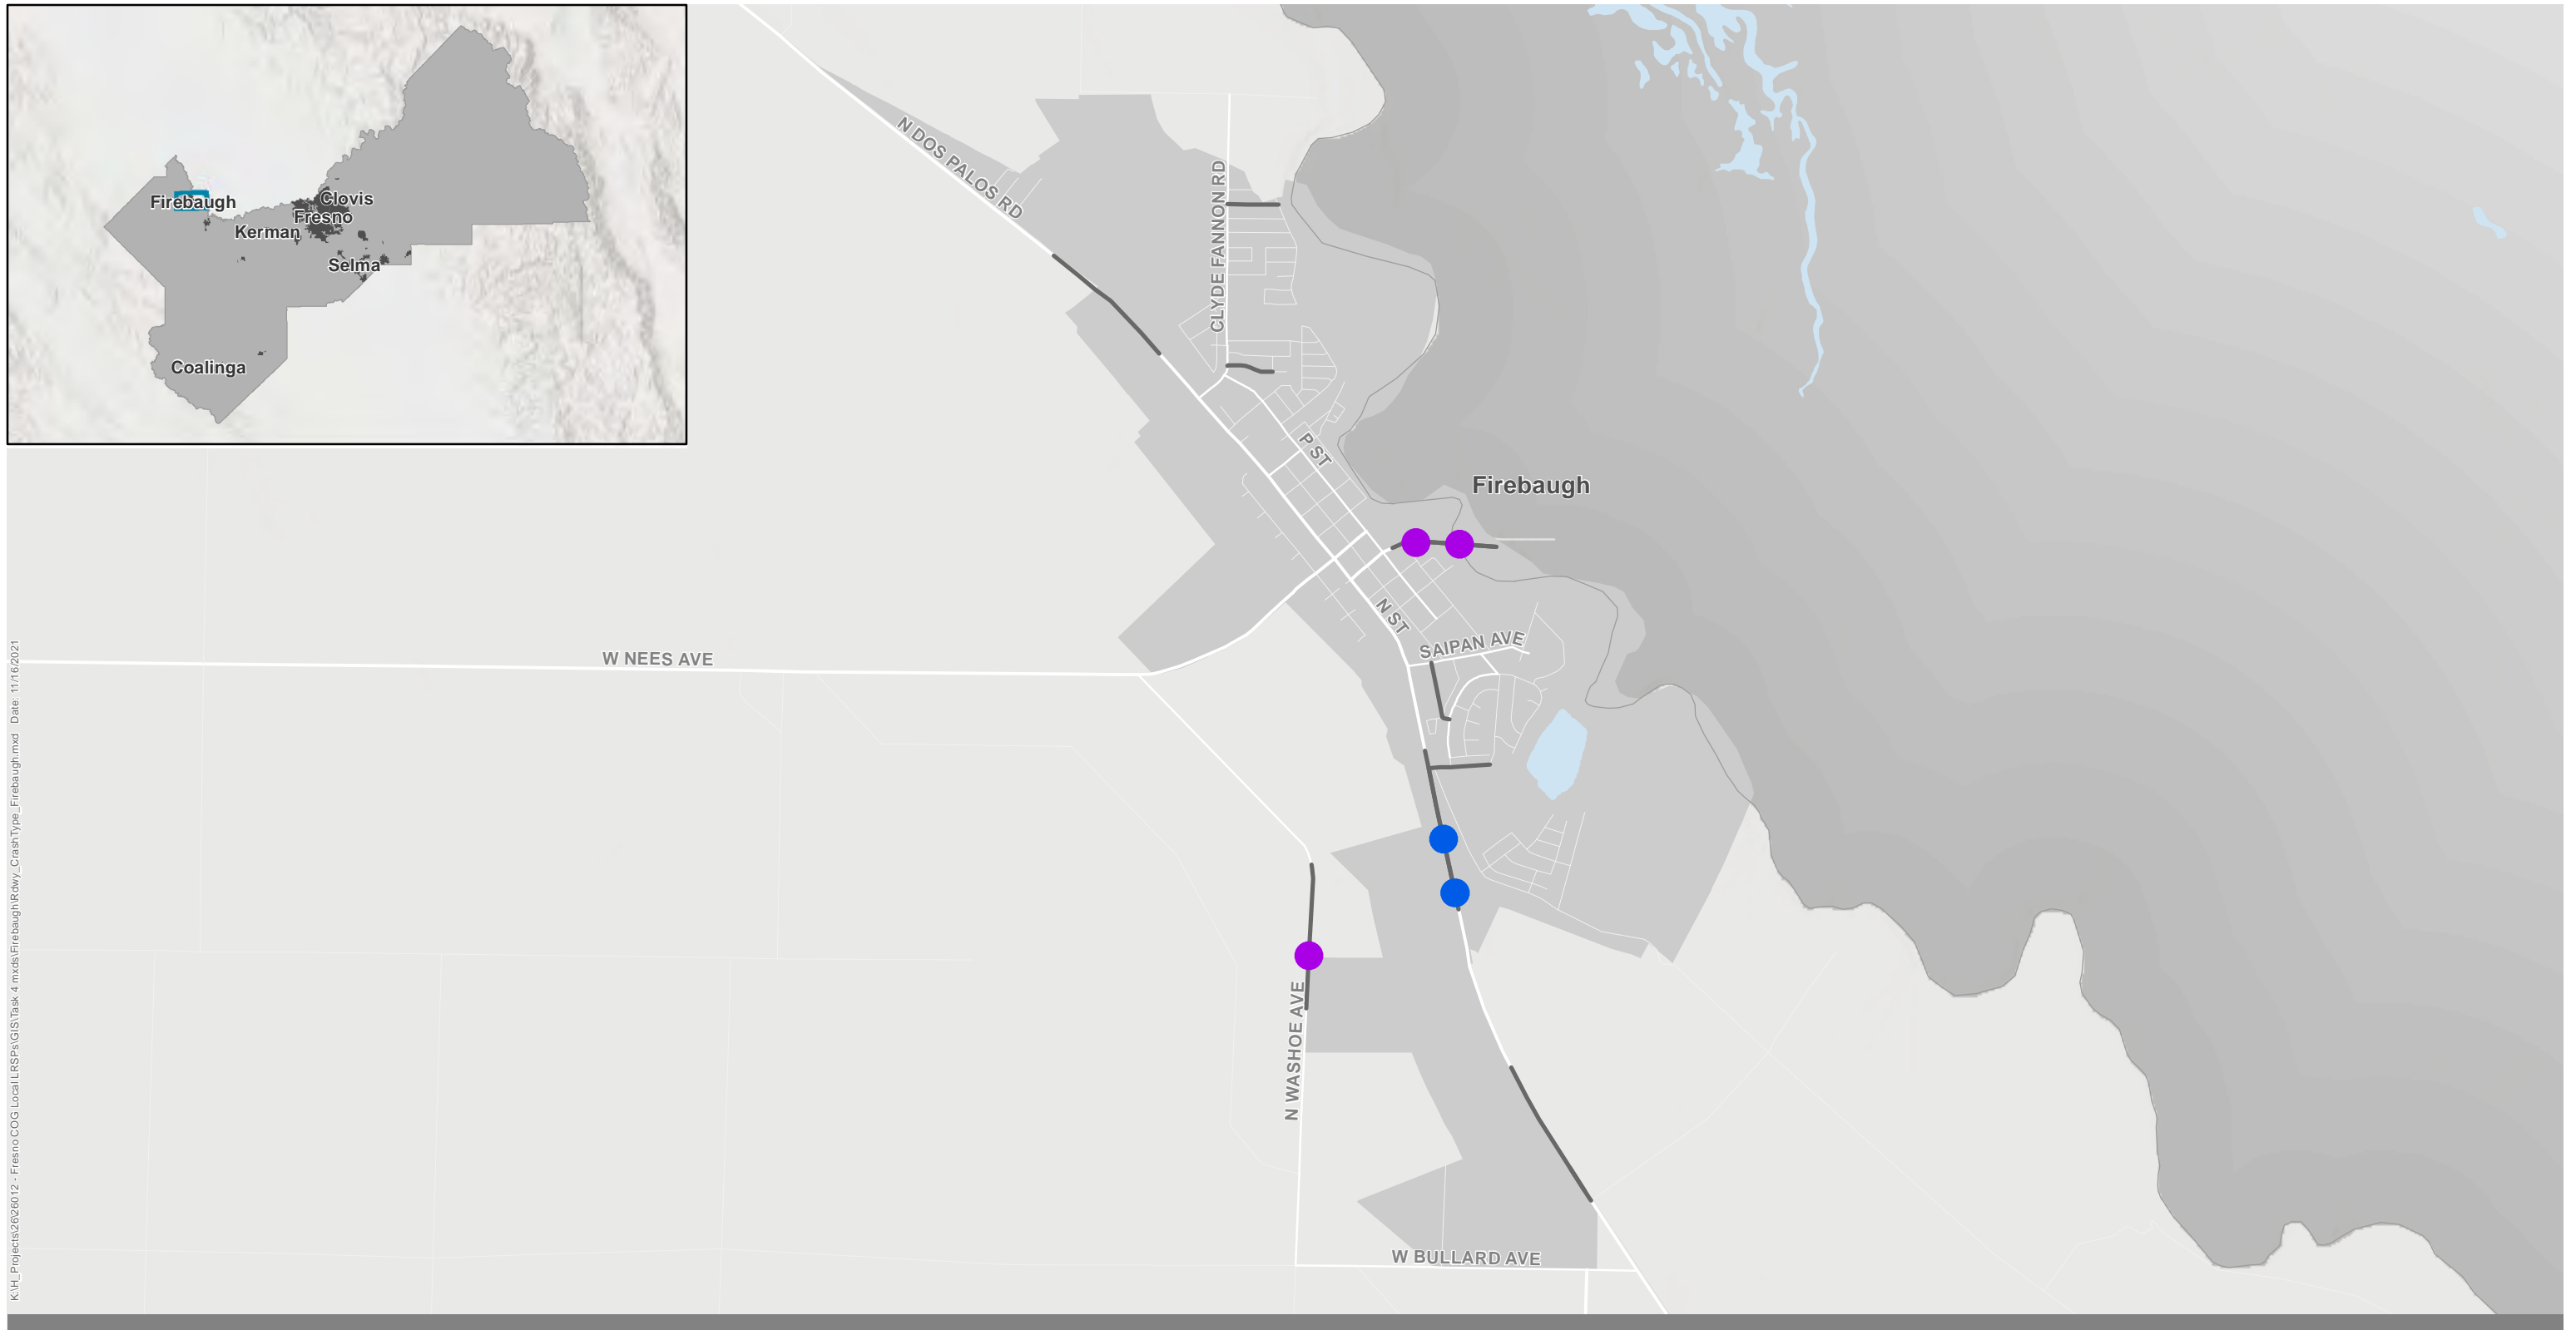 Firebaugh
Clovis
Fresno
Kerman
Selma
Coalinga
N DOS PALOS RD
CLYDE FANNON RD
P ST
Firebaugh
N ST
SAIPAN AVE
W NEES AVE
N WASHOE AVE
W BULLARD AVE
K:\H_Projects\26\26012 - Fresno COG Local LRSPs\GIS\Task 4 mxds\Firebaugh\Rdwy_CrashType_Firebaugh.mxd Date: 11/16/2021